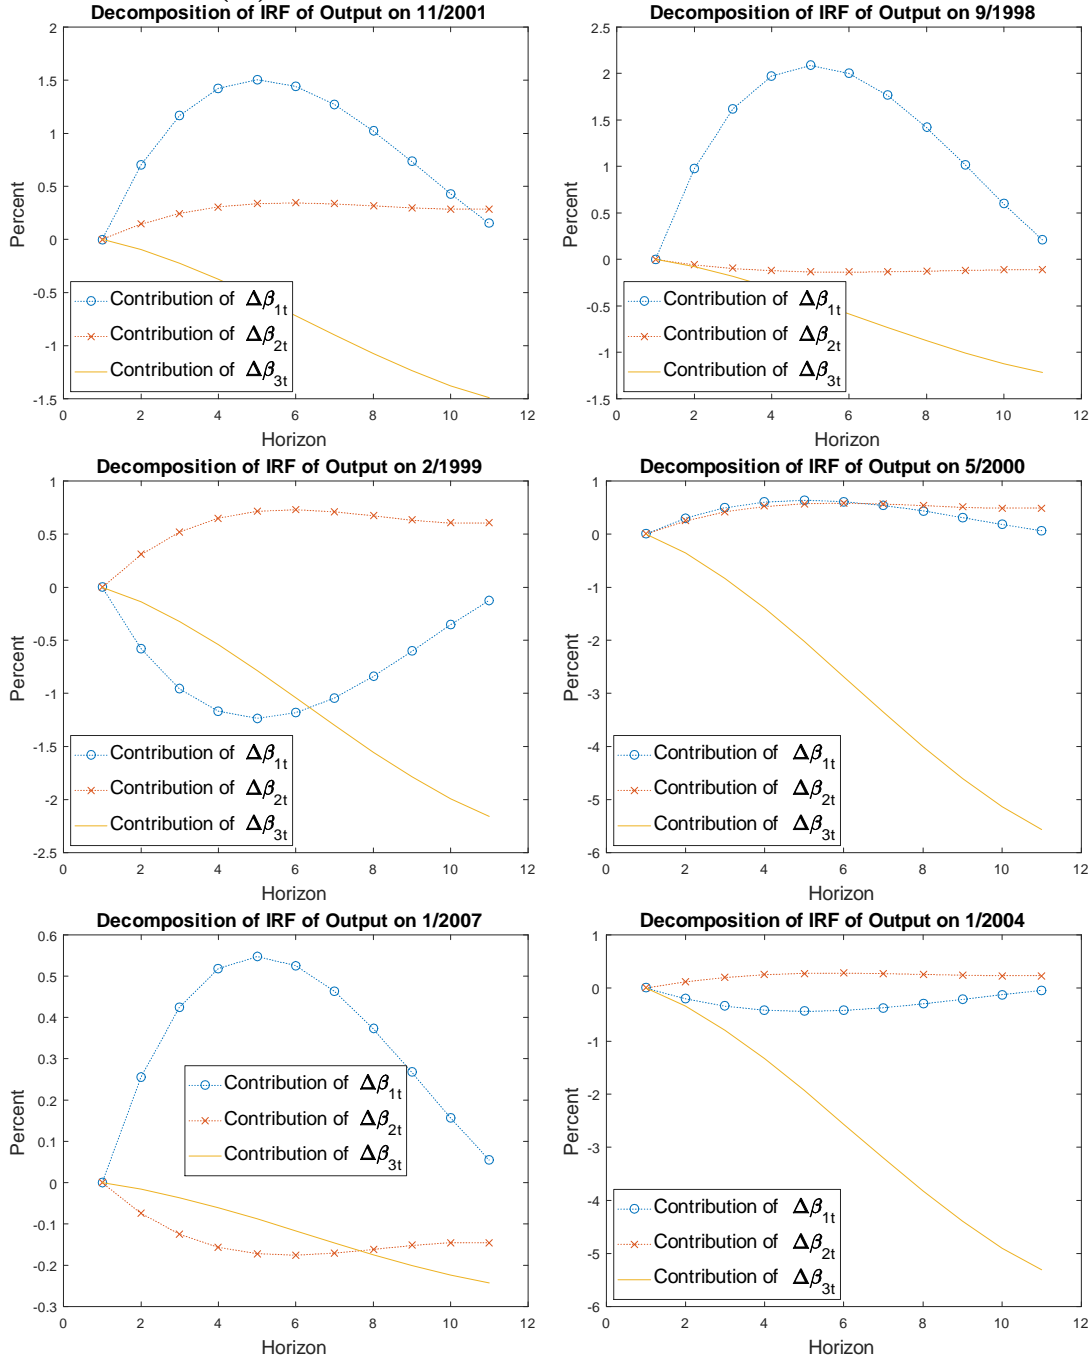 Decomposition of IRF of Output on 11/2001
2
1.5
1
0.5
0
-0.5
-1
-1.5
Percent
Contribution of Δβ1t
Contribution of Δβ2t
Contribution of Δβ3t
0 2 4 6 8 10 12
Horizon
Decomposition of IRF of Output on 9/1998
2.5
2
1.5
1
0.5
0
-0.5
-1
-1.5
Percent
Contribution of Δβ1t
Contribution of Δβ2t
Contribution of Δβ3t
0 2 4 6 8 10 12
Horizon
Decomposition of IRF of Output on 2/1999
1
0.5
0
-0.5
-1
-1.5
-2
-2.5
Percent
Contribution of Δβ1t
Contribution of Δβ2t
Contribution of Δβ3t
0 2 4 6 8 10 12
Horizon
Decomposition of IRF of Output on 5/2000
1
0
-1
-2
-3
-4
-5
-6
Percent
Contribution of Δβ1t
Contribution of Δβ2t
Contribution of Δβ3t
0 2 4 6 8 10 12
Horizon
Decomposition of IRF of Output on 1/2007
0.6
0.5
0.4
0.3
0.2
0.1
0
-0.1
-0.2
-0.3
Percent
Contribution of Δβ1t
Contribution of Δβ2t
Contribution of Δβ3t
0 2 4 6 8 10 12
Horizon
Decomposition of IRF of Output on 1/2004
1
0
-1
-2
-3
-4
-5
-6
Percent
Contribution of Δβ1t
Contribution of Δβ2t
Contribution of Δβ3t
0 2 4 6 8 10 12
Horizon